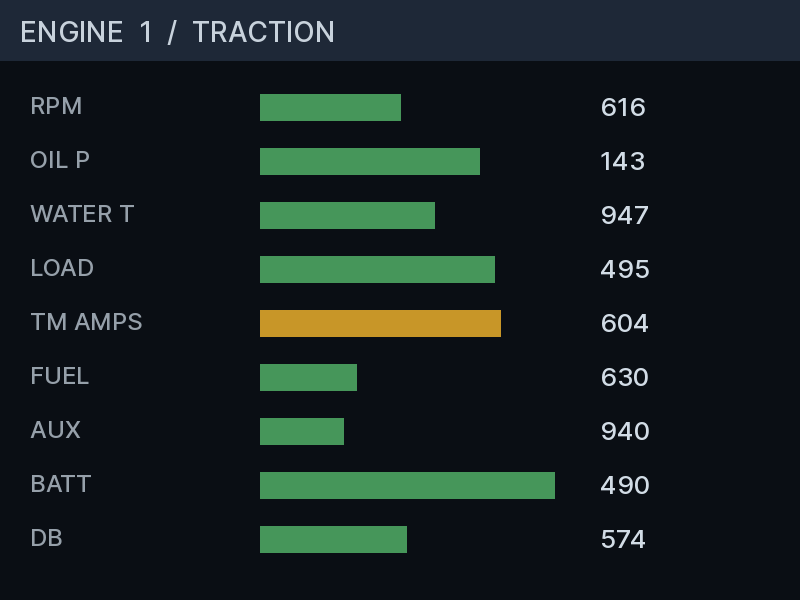 ENGINE 1 / TRACTION
RPM 616
OIL P 143
WATER T 947
LOAD 495
TM AMPS 604
FUEL 630
AUX 940
BATT 490
DB 574